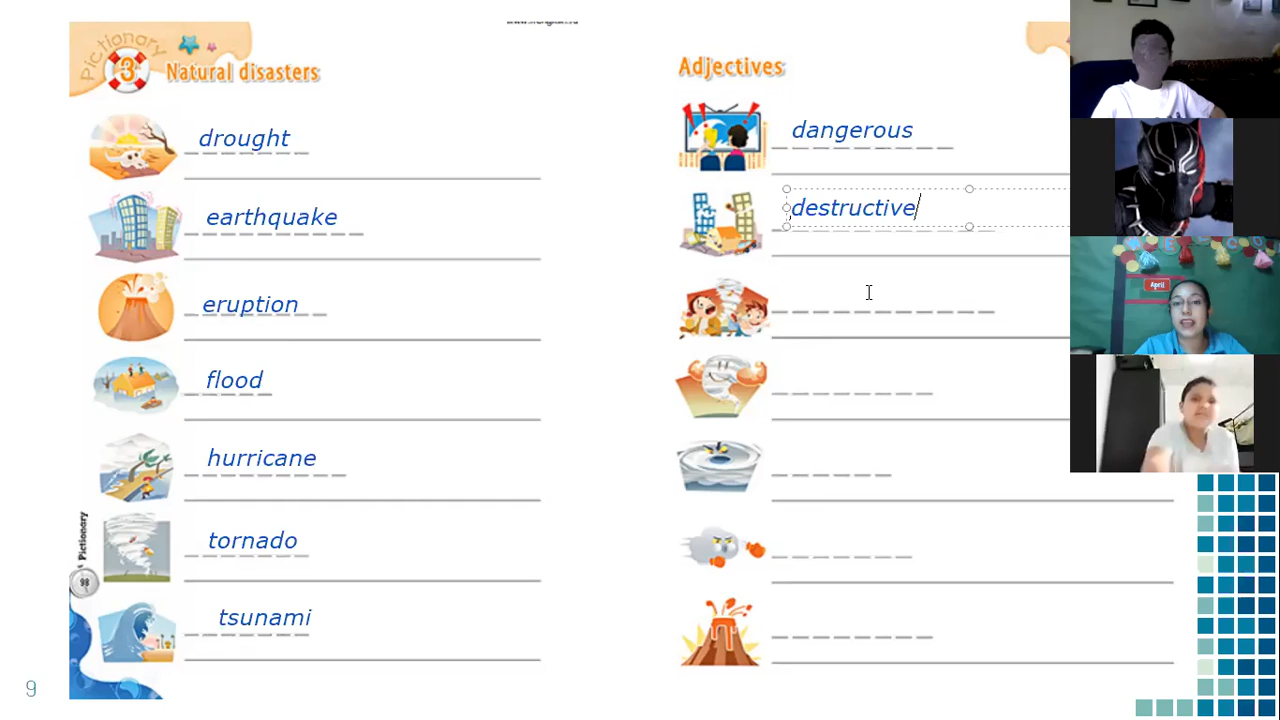 Pictionary
3
Natural disasters
drought
earthquake
eruption
flood
hurricane
tornado
tsunami
Pictionary
98
9
Adjectives
dangerous
destructive
April